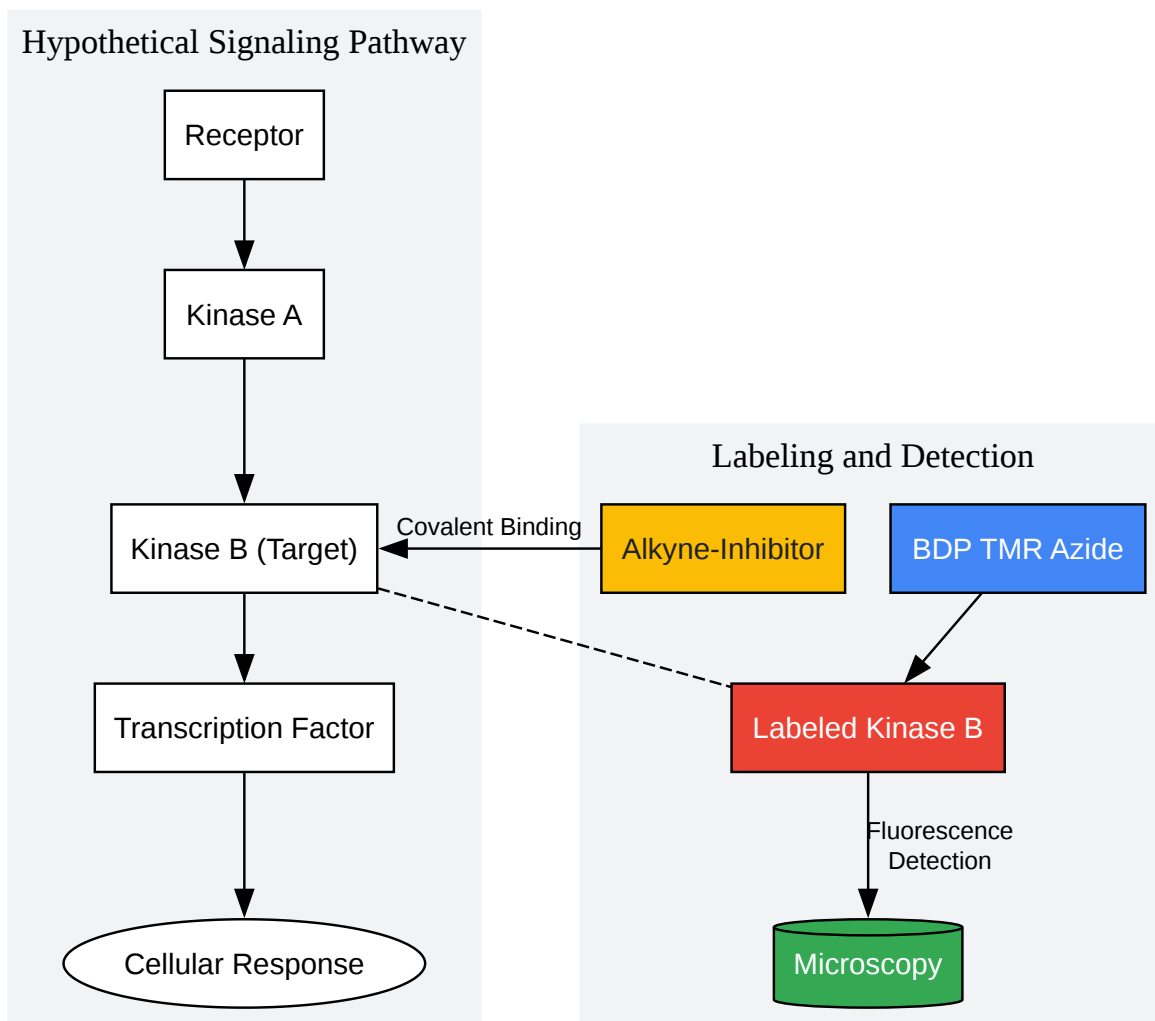 Hypothetical Signaling Pathway
Receptor
Kinase A
Kinase B (Target)
Transcription Factor
Cellular Response
Covalent Binding
Labeling and Detection
Alkyne-Inhibitor
BDP TMR Azide
Labeled Kinase B
Fluorescence
Detection
Microscopy